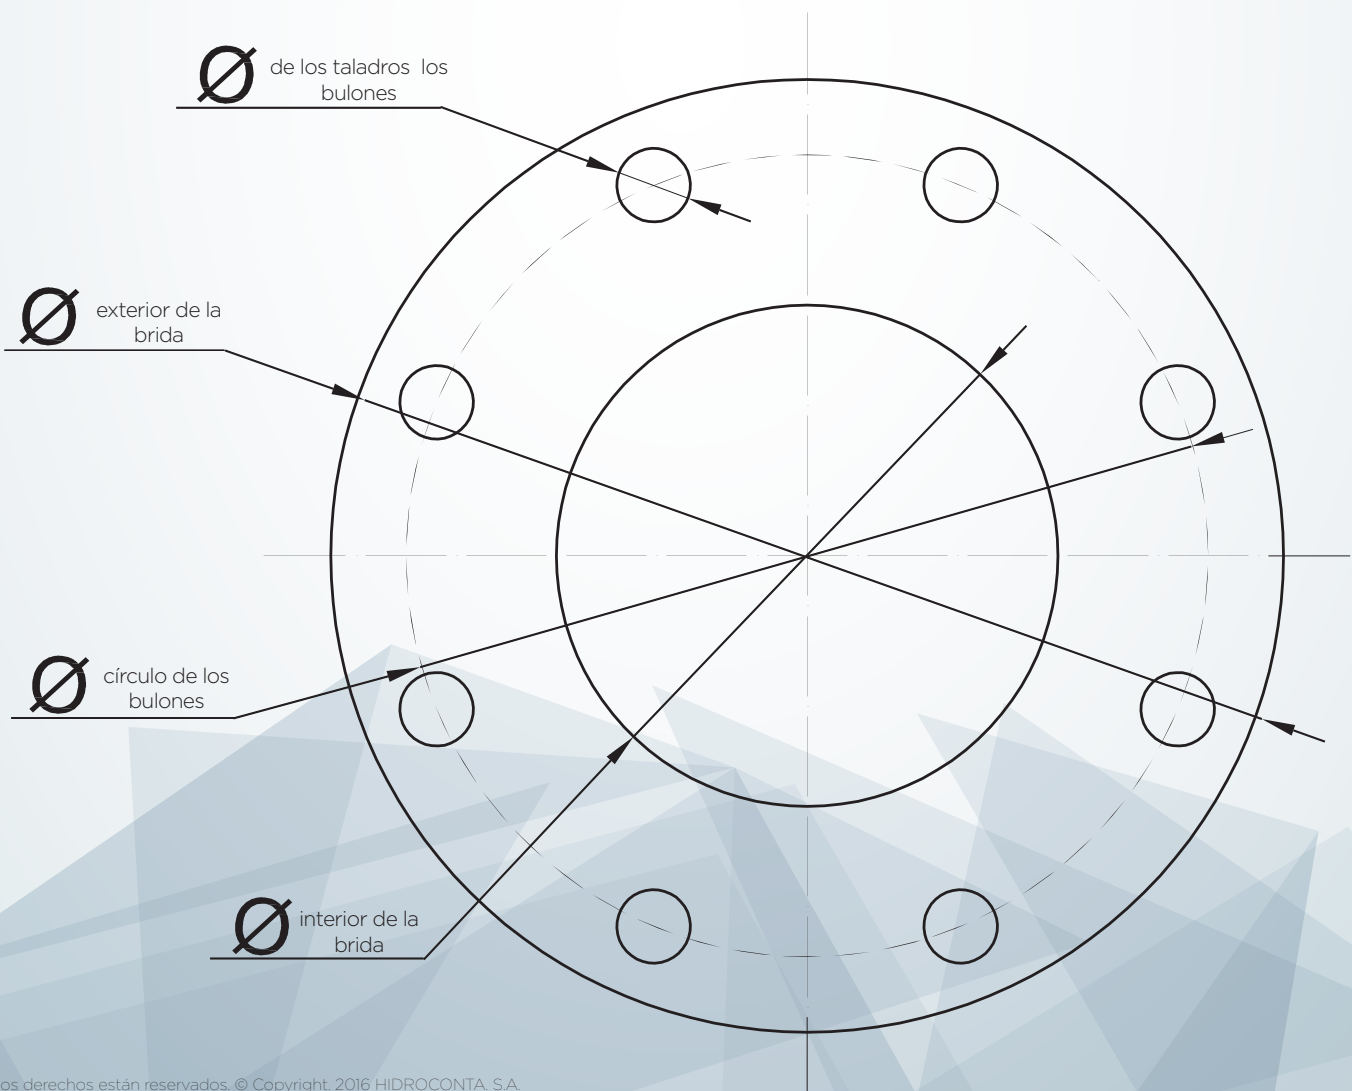 Ø de los taladros los
bulones
Ø exterior de la
brida
Ø círculo de los
bulones
Ø interior de la
brida
os derechos están reservados. © Copyright. 2016 HIDROCONTA. S.A.